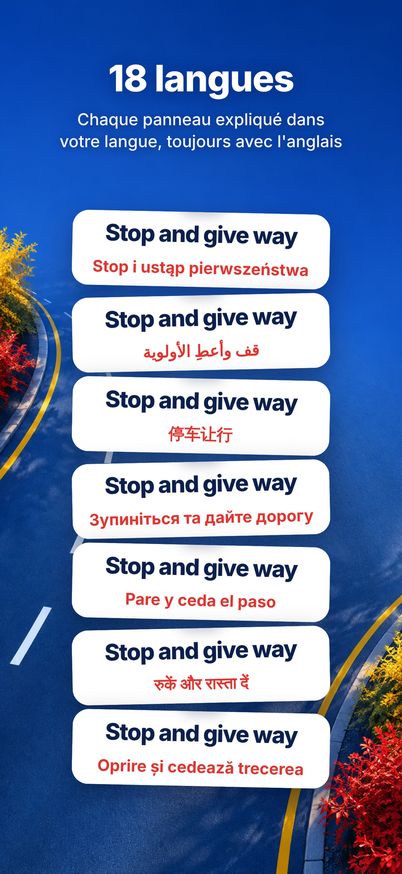 18 langues
Chaque panneau expliqué dans
votre langue, toujours avec l'anglais
Stop and give way
Stop i ustąp pierwszeństwa
Stop and give way
قف وأعطِ الأولوية
Stop and give way
停车让行
Stop and give way
Зупиніться та дайте дорогу
Stop and give way
Pare y ceda el paso
Stop and give way
रुकें और रास्ता दें
Stop and give way
Oprire și cedează trecerea